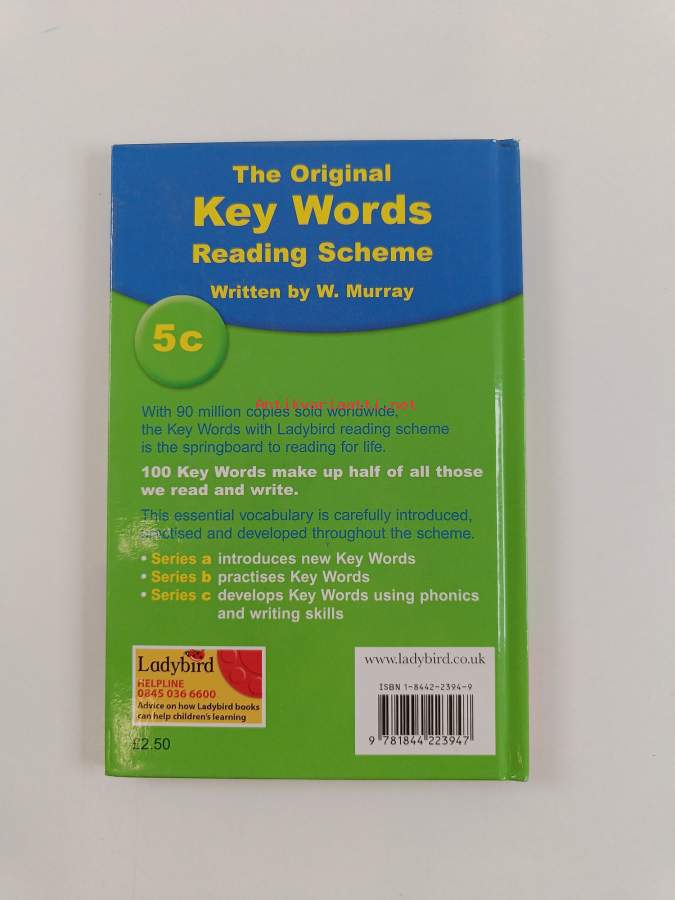 The Original
Key Words
Reading Scheme
Written by W. Murray
5c
Antikvariaatti.net
With 90 million copies sold worldwide,
the Key Words with Ladybird reading scheme
is the springboard to reading for life.
100 Key Words make up half of all those
we read and write.
This essential vocabulary is carefully introduced,
practised and developed throughout the scheme.
• Series a introduces new Key Words
• Series b practises Key Words
• Series c develops Key Words using phonics
and writing skills
Ladybird
HELPLINE
0845 036 6600
Advice on how Ladybird books
can help children's learning
£2.50
www.ladybird.co.uk
ISBN 1-8442-2394-9
9 781844 223947